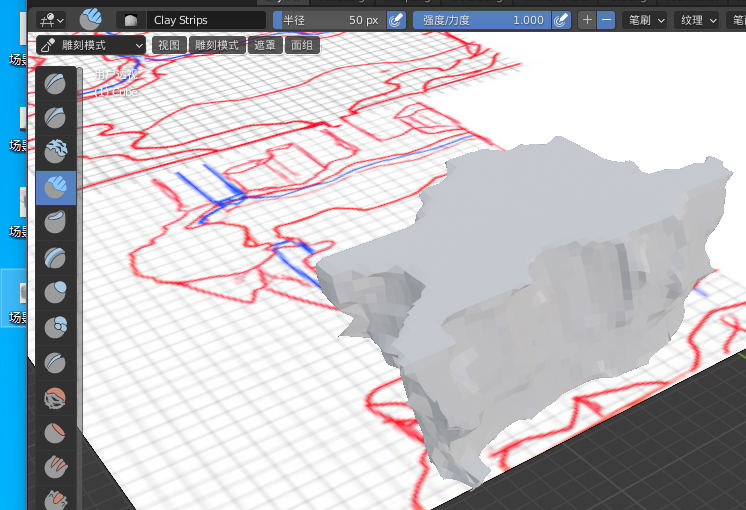 Clay Strips 半径 50 px 强度/力度 1.000 + − 笔刷 纹理
雕刻模式 视图 雕刻模式 遮罩 面组
用户透视
(1) Cube
场
场
场
场